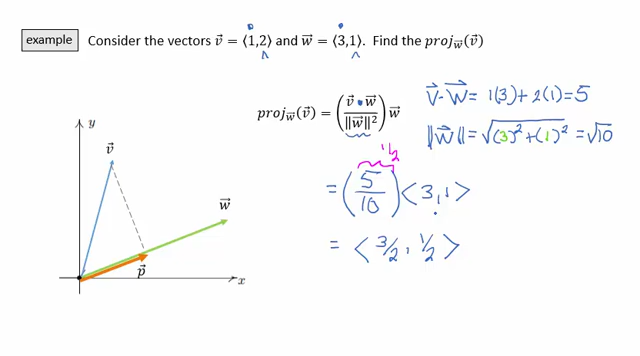 example Consider the vectors v⃗ = ⟨1,2⟩ and w⃗ = ⟨3,1⟩. Find the proj_w⃗(v⃗)
proj_w⃗(v⃗) = (v⃗ • w⃗ / ‖w⃗‖²) w⃗
v⃗ · w⃗ = 1(3) + 2(1) = 5
‖w⃗‖ = √((3)² + (1)²) = √10
1/2
= (5/10) ⟨3, 1⟩
= ⟨3/2, 1/2⟩
y
v⃗
w⃗
p⃗
x